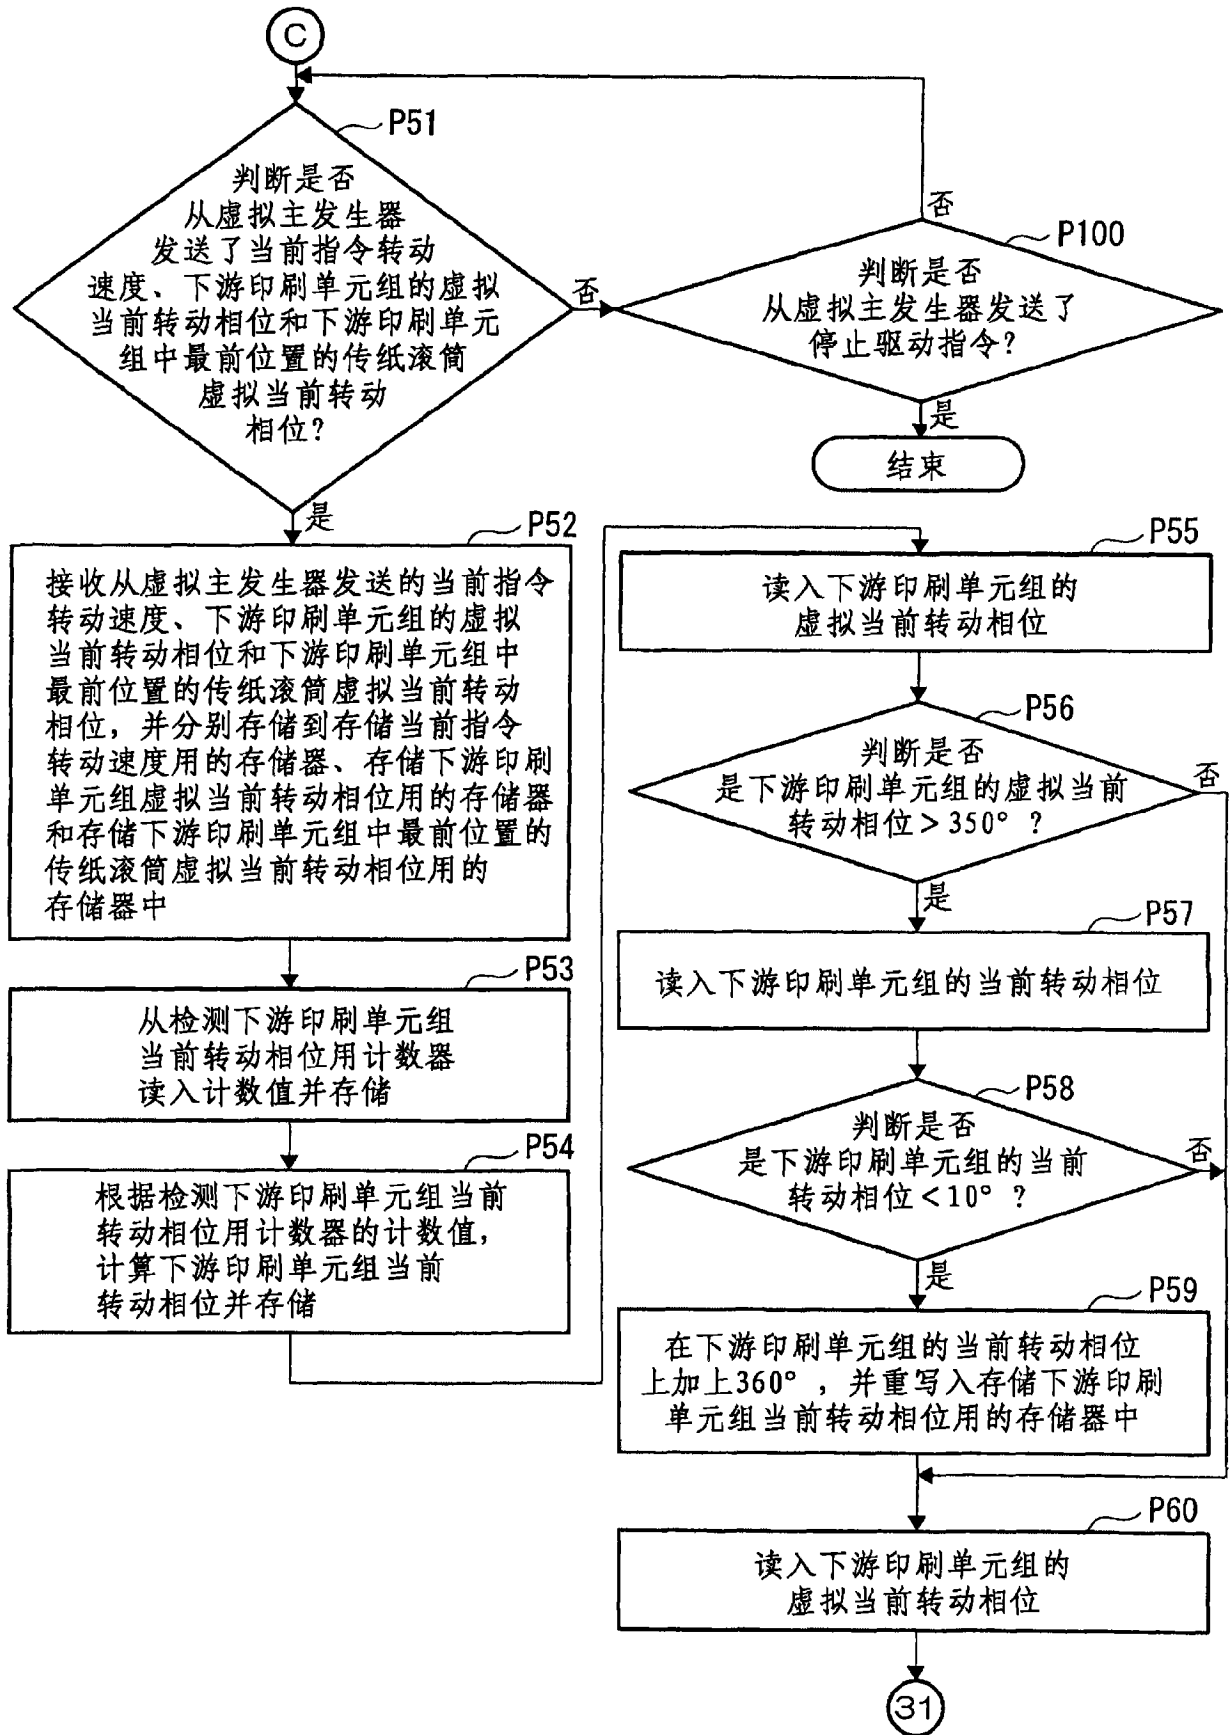 C
P51
判断是否
从虚拟主发生器
发送了当前指令转动
速度、下游印刷单元组的虚拟
当前转动相位和下游印刷单元
组中最前位置的传纸滚筒
虚拟当前转动
相位？
否
是
否
P100
判断是否
从虚拟主发生器发送了
停止驱动指令？
是
结束
P52
接收从虚拟主发生器发送的当前指令
转动速度、下游印刷单元组的虚拟
当前转动相位和下游印刷单元组中
最前位置的传纸滚筒虚拟当前转动
相位，并分别存储到存储当前指令
转动速度用的存储器、存储下游印刷
单元组虚拟当前转动相位用的存储器
和存储下游印刷单元组中最前位置的
传纸滚筒虚拟当前转动相位用的
存储器中
P53
从检测下游印刷单元组
当前转动相位用计数器
读入计数值并存储
P54
根据检测下游印刷单元组当前
转动相位用计数器的计数值，
计算下游印刷单元组当前
转动相位并存储
P55
读入下游印刷单元组的
虚拟当前转动相位
P56
判断是否
是下游印刷单元组的虚拟当前
转动相位＞350°？
否
是
P57
读入下游印刷单元组的当前转动相位
P58
判断是否
是下游印刷单元组的当前
转动相位＜10°？
否
是
P59
在下游印刷单元组的当前转动相位
上加上360°，并重写入存储下游印刷
单元组当前转动相位用的存储器中
P60
读入下游印刷单元组的
虚拟当前转动相位
31